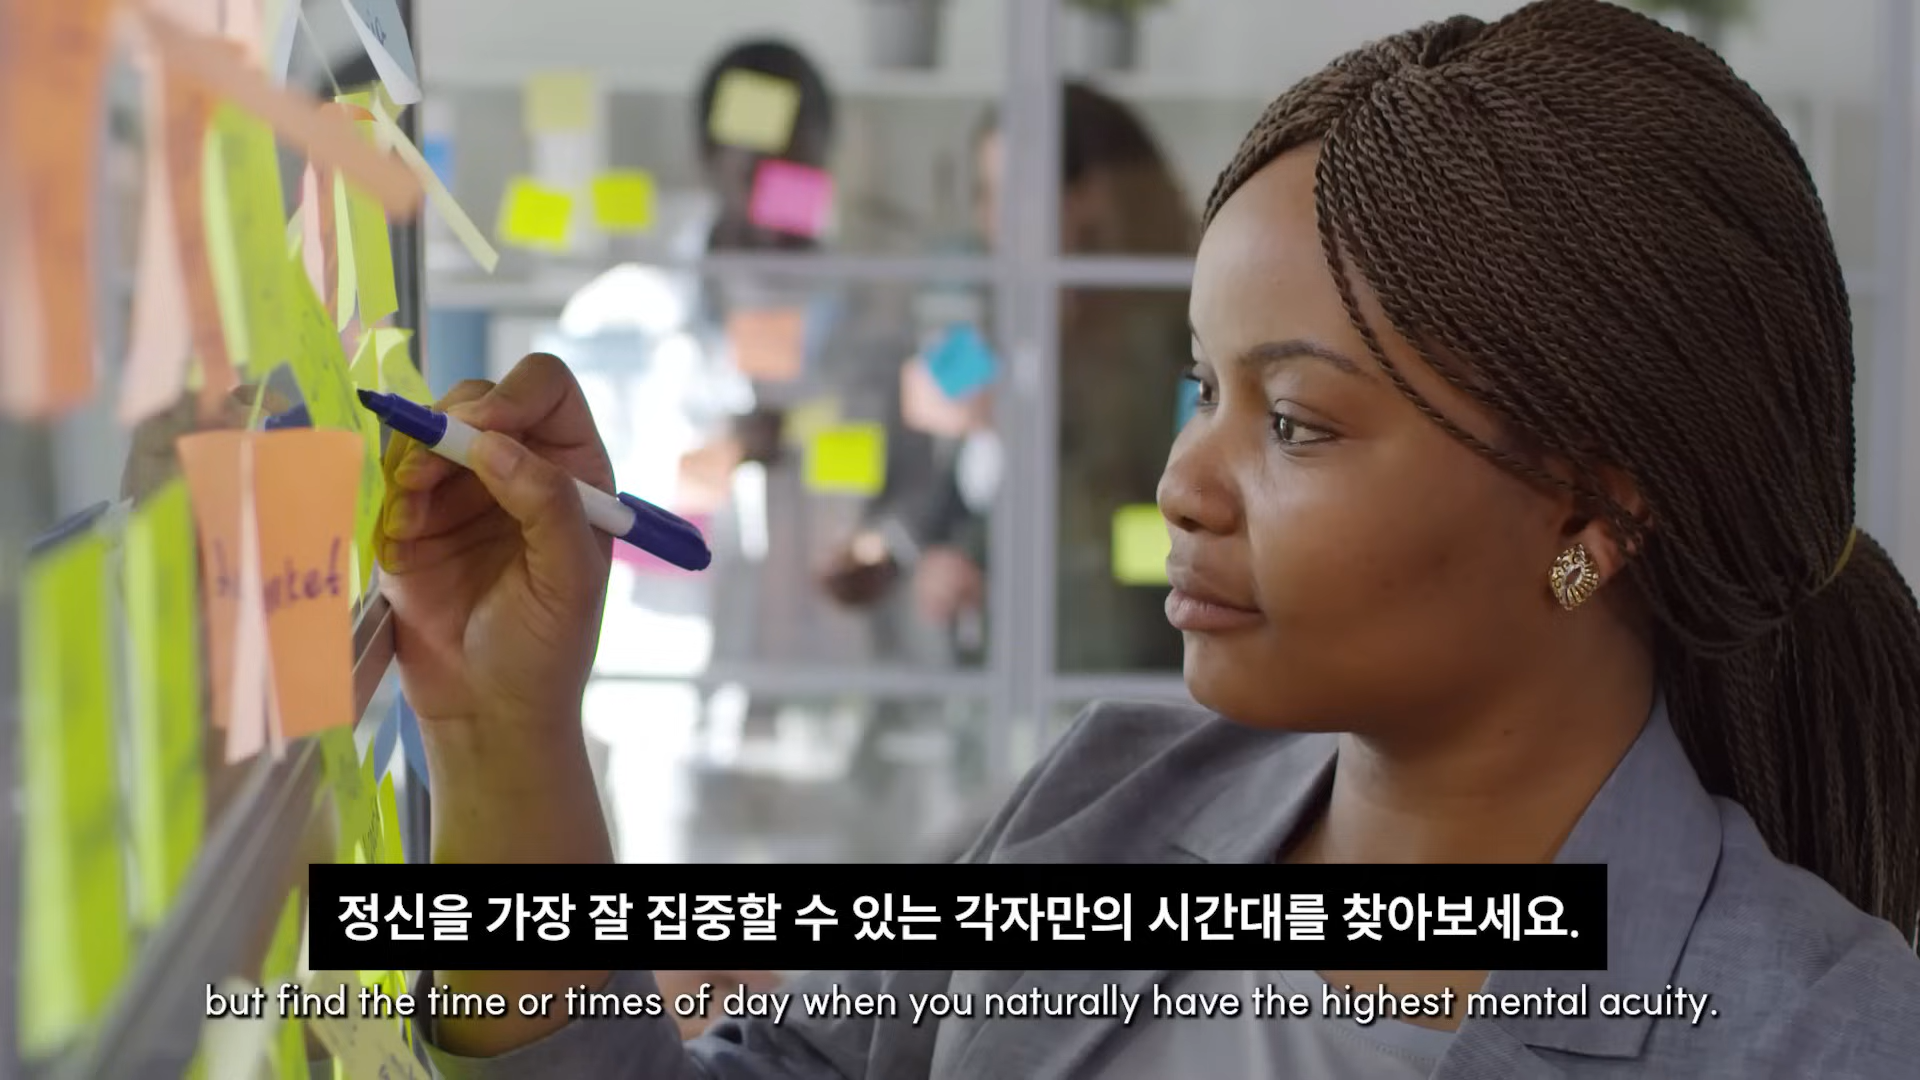 정신을 가장 잘 집중할 수 있는 각자만의 시간대를 찾아보세요.
but find the time or times of day when you naturally have the highest mental acuity.